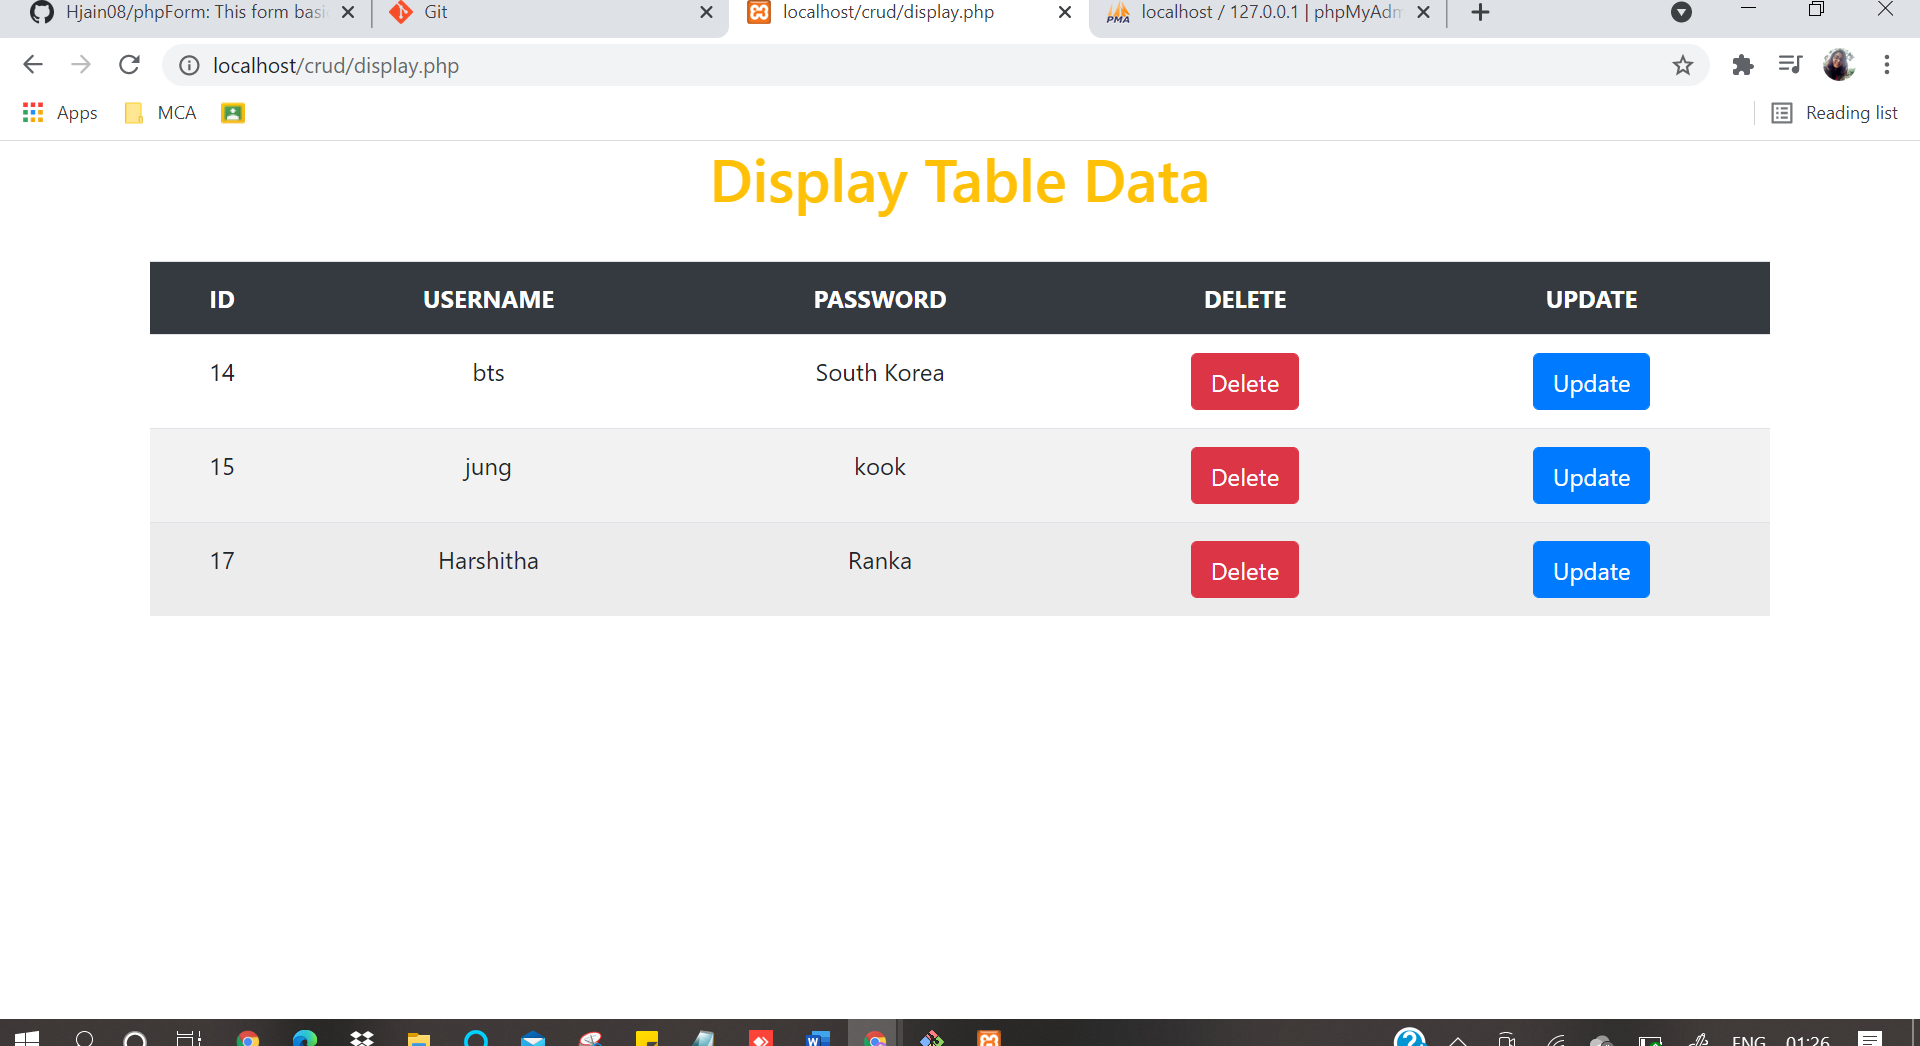 Hjain08/phpForm: This form basi
Git
localhost/crud/display.php
PMA
localhost / 127.0.0.1 | phpMyAdm
localhost/crud/display.php
Apps
MCA
Reading list
Display Table Data
ID USERNAME PASSWORD DELETE UPDATE
14 bts South Korea Delete Update
15 jung kook Delete Update
17 Harshitha Ranka Delete Update
ENG 01:26